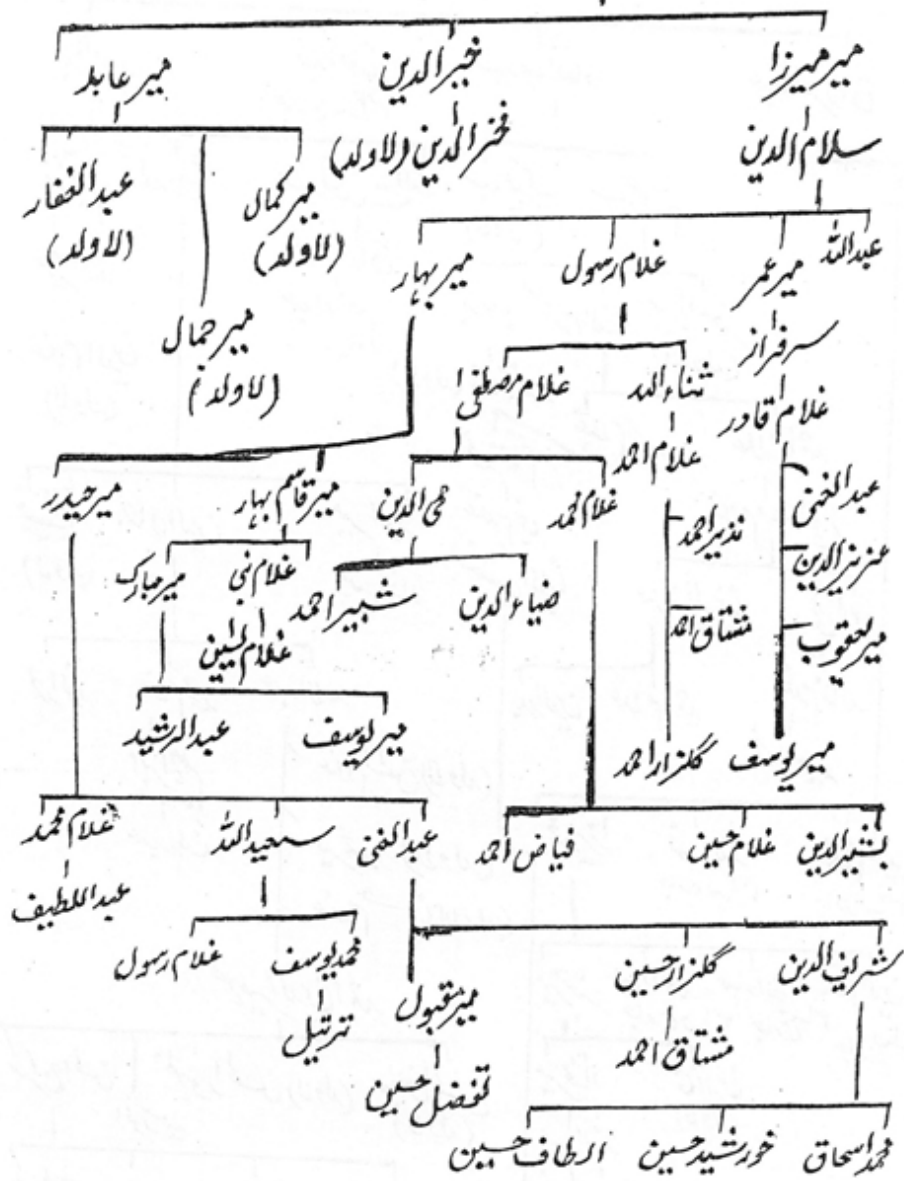 میر میرزا خیر الدین میر عابد
سلام الدین فخر الدین (لاولد)
میر کمال عبد الغفار
(لاولد) (لاولد)
میر جمال
(لاولد)
عبد اللہ میر عمر غلام رسول میر بہار
سرفراز
ثناء اللہ غلام مصطفیٰ
غلام قادر غلام احمد
عبد الغنی غلام محمد محی الدین میر قاسم بہار میر حیدر
نذیر احمد
عزیز الدین ضیاء الدین شبیر احمد غلام نبی میر مبارک
مشتاق احمد
میر یعقوب غلام حسین
میر یوسف گلزار احمد میر یوسف عبد الرشید
بشیر الدین غلام حسین فیاض احمد عبد الغنی سعید اللہ غلام محمد
عبد اللطیف
شریف الدین گلزار حسین میر مقبول محمد یوسف غلام رسول
مشتاق احمد تفضل حسین ترتیل
محمد اسحاق خورشید حسین الطاف حسین